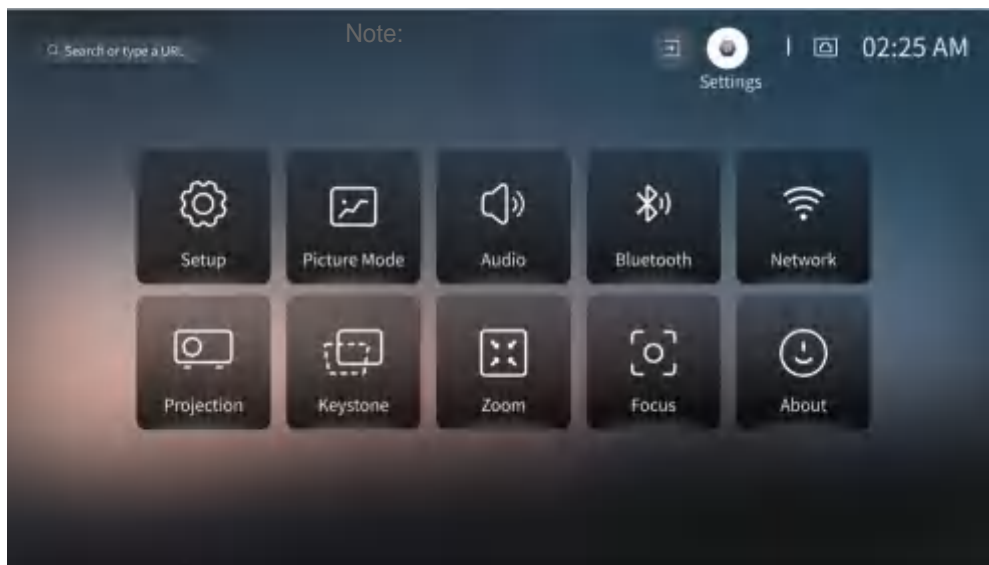 Note:
Search or type a URL
02:25 AM
Settings
Setup
Picture Mode
Audio
Bluetooth
Network
Projection
Keystone
Zoom
Focus
About